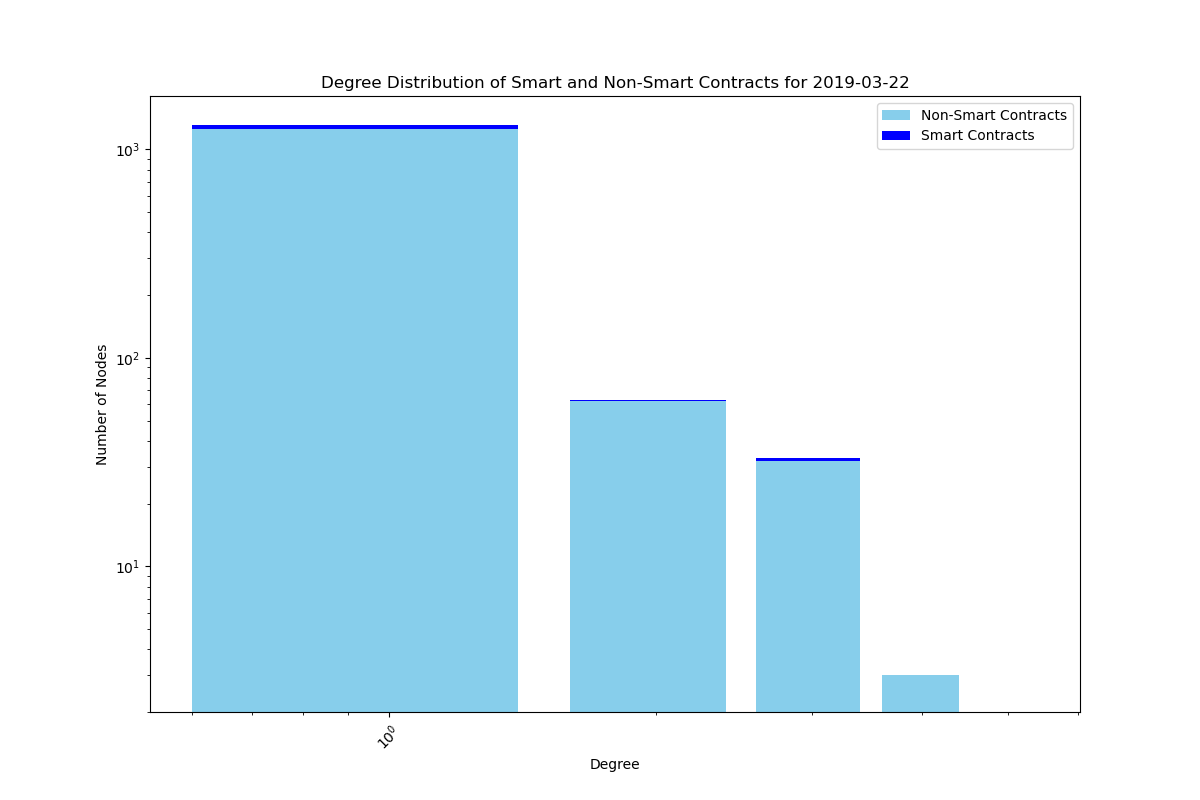 Degree Distribution of Smart and Non-Smart Contracts for 2019-03-22
Non-Smart Contracts
Smart Contracts
10³
10²
10¹
Number of Nodes
10⁰
Degree